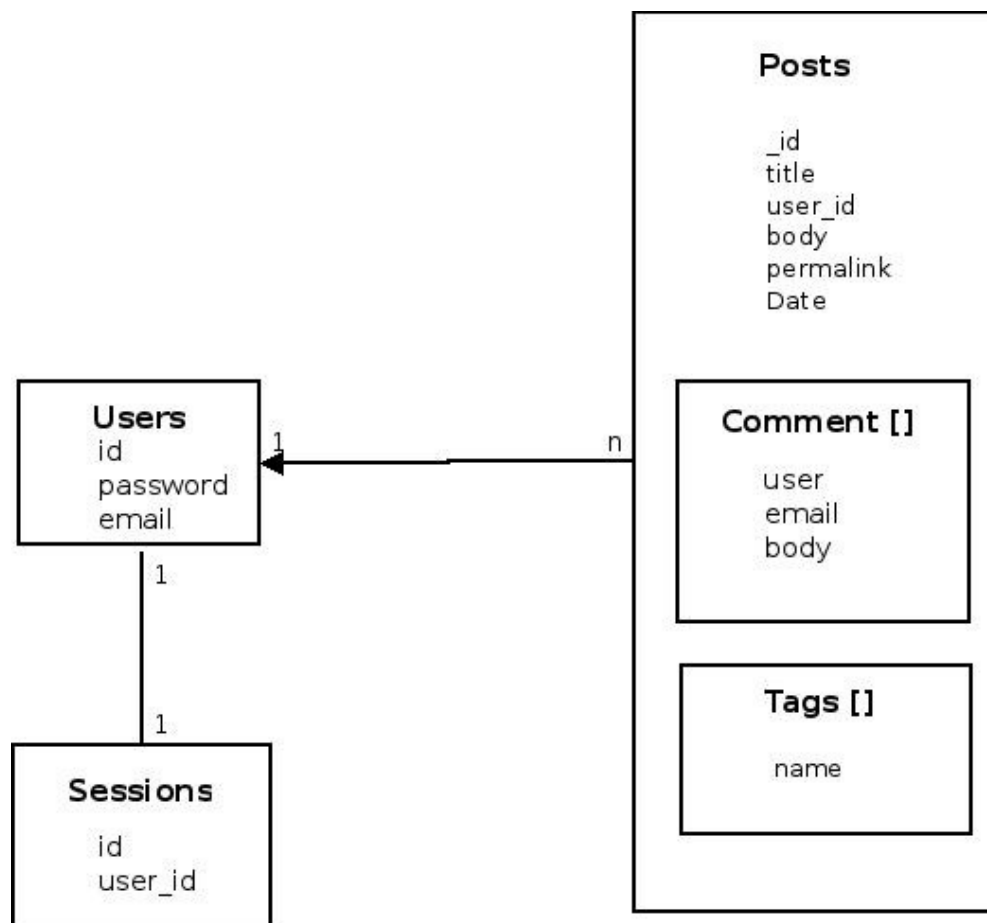 Posts
_id
title
user_id
body
permalink
Date
Users
id
password
email
1
n
Comment []
user
email
body
1
1
Tags []
name
Sessions
id
user_id